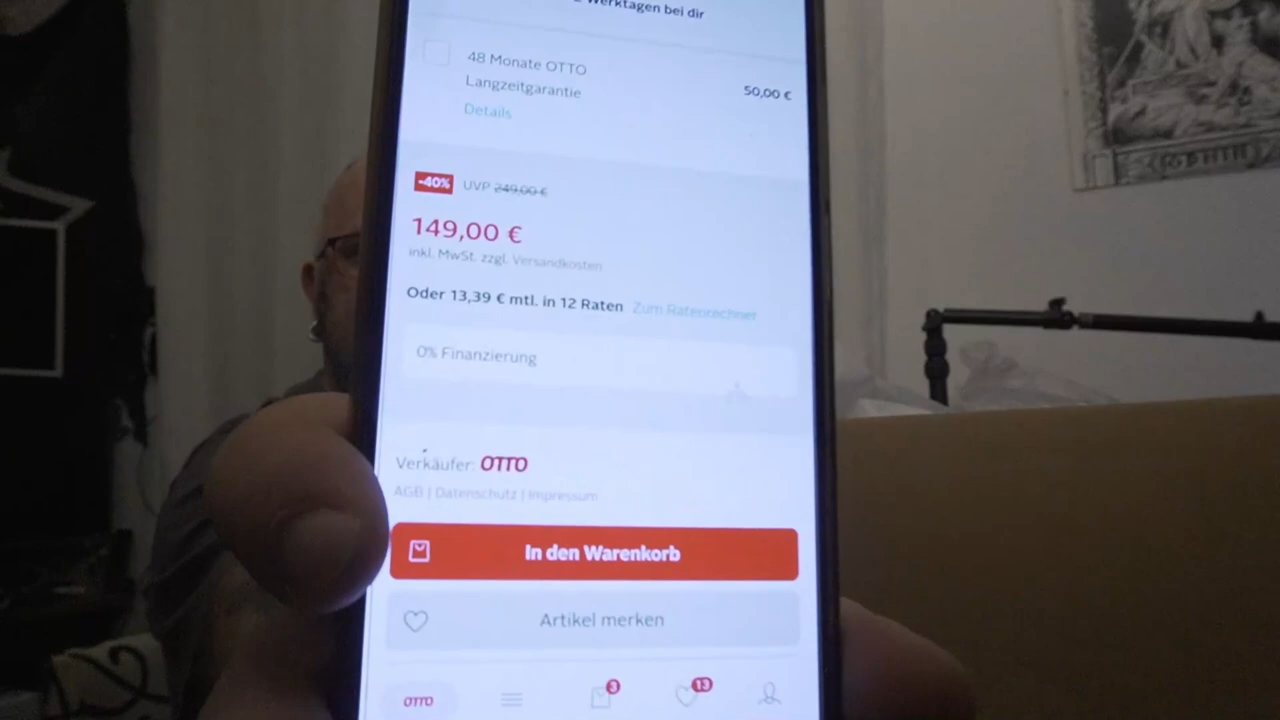 Werktagen bei dir
48 Monate OTTO
Langzeitgarantie
50,00 €
Details
-40% UVP 249,00 €
149,00 €
inkl. MwSt. zzgl. Versandkosten
Oder 13,39 € mtl. in 12 Raten Zum Ratenrechner
0% Finanzierung
Verkäufer: OTTO
AGB | Datenschutz | Impressum
In den Warenkorb
Artikel merken
OTTO
3
13